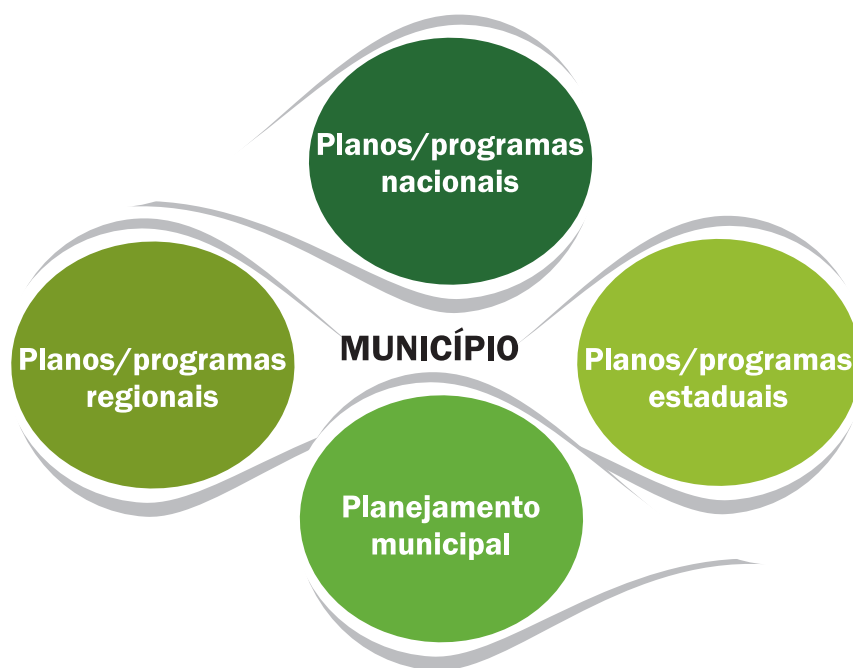 Planos/programas
nacionais
Planos/programas
regionais
MUNICÍPIO
Planos/programas
estaduais
Planejamento
municipal